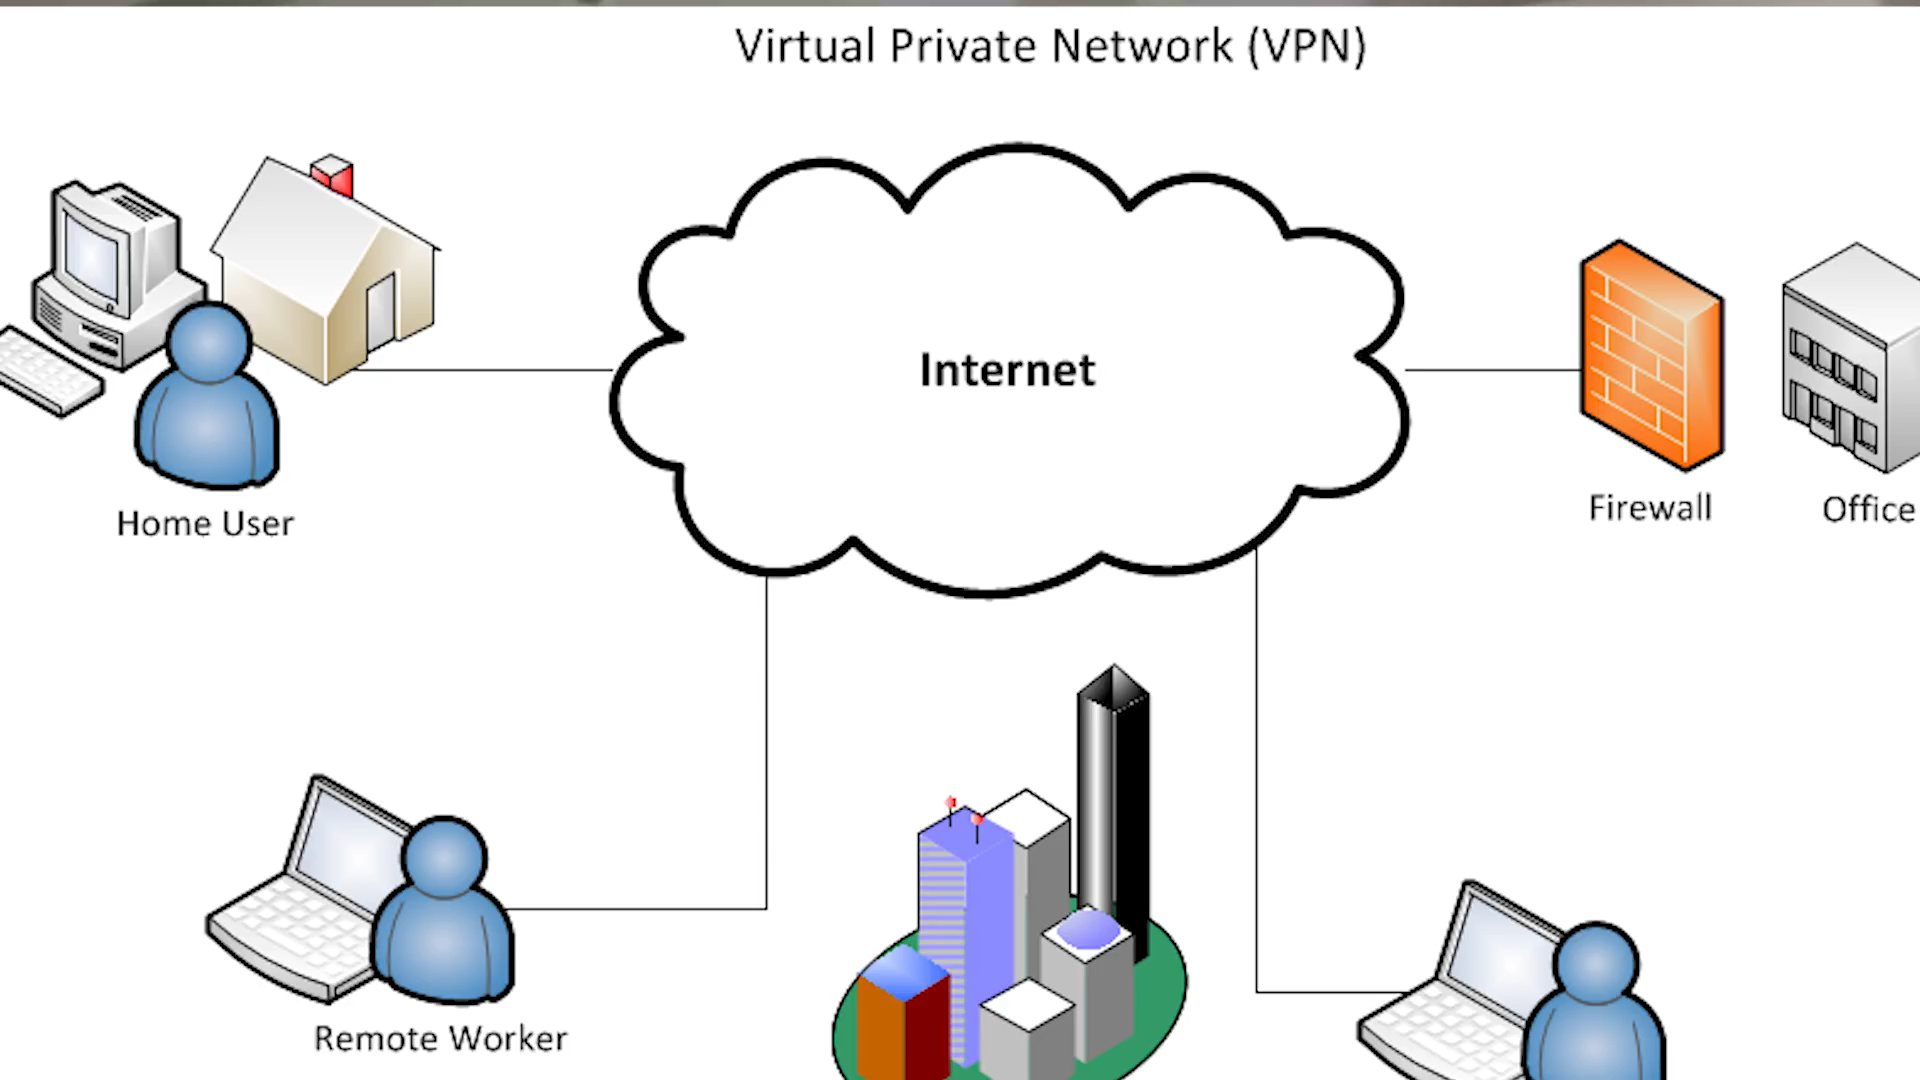 Virtual Private Network (VPN)
Internet
Home User
Firewall
Office
Remote Worker